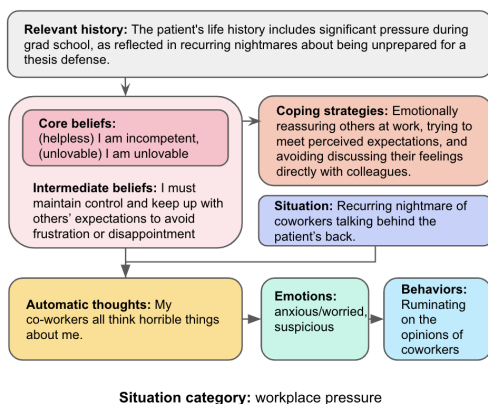 Relevant history: The patient's life history includes significant pressure during
grad school, as reflected in recurring nightmares about being unprepared for a
thesis defense.
Core beliefs:
(helpless) I am incompetent,
(unlovable) I am unlovable
Intermediate beliefs: I must
maintain control and keep up with
others' expectations to avoid
frustration or disappointment
Coping strategies: Emotionally
reassuring others at work, trying to
meet perceived expectations, and
avoiding discussing their feelings
directly with colleagues.
Situation: Recurring nightmare of
coworkers talking behind the
patient's back.
Automatic thoughts: My
co-workers all think horrible things
about me.
Emotions:
anxious/worried,
suspicious
Behaviors:
Ruminating
on the
opinions of
coworkers
Situation category: workplace pressure